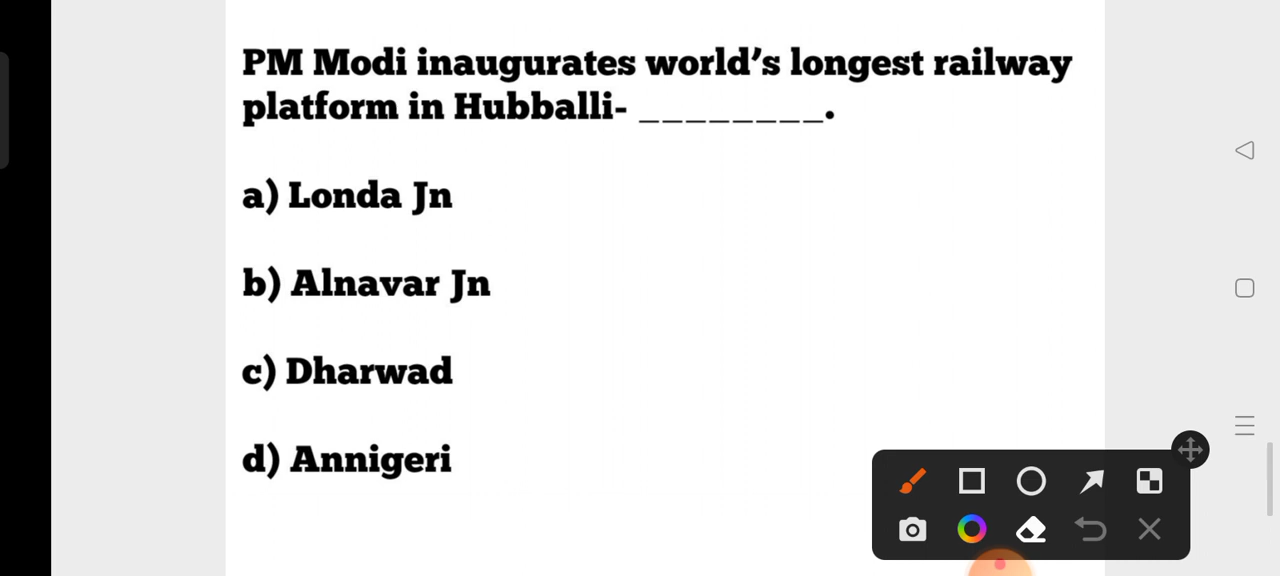 PM Modi inaugurates world’s longest railway
platform in Hubballi- ________.
a) Londa Jn
b) Alnavar Jn
c) Dharwad
d) Annigeri